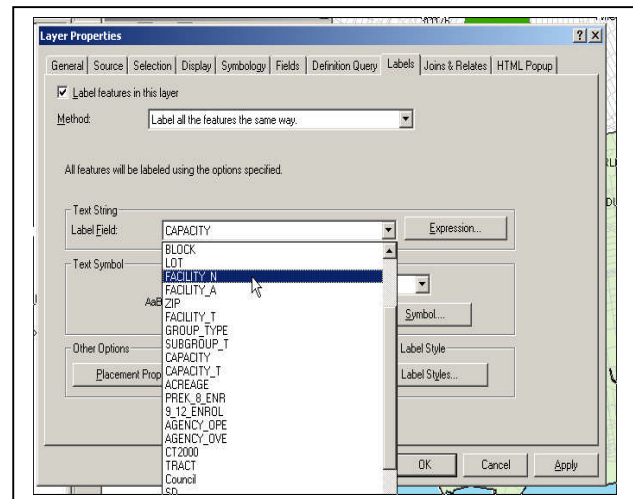 Layer Properties
General Source Selection Display Symbology Fields Definition Query Labels Joins & Relates HTML Popup
Label features in this layer
Method: Label all the features the same way.
All features will be labeled using the options specified.
Text String
Label Field: CAPACITY Expression...
BLOCK
LOT
Text Symbol
FACILITY_N
FACILITY_A
AaB
ZIP
FACILITY_T
Symbol...
GROUP_TYPE
SUBGROUP_T
Other Options
CAPACITY
Label Style
CAPACITY_T
Placement Prop
Label Styles...
ACREAGE
PREK_8_ENR
9_12_ENROL
AGENCY_OPE
AGENCY_OVE
CT2000
TRACT
OK Cancel Apply
Council
SD